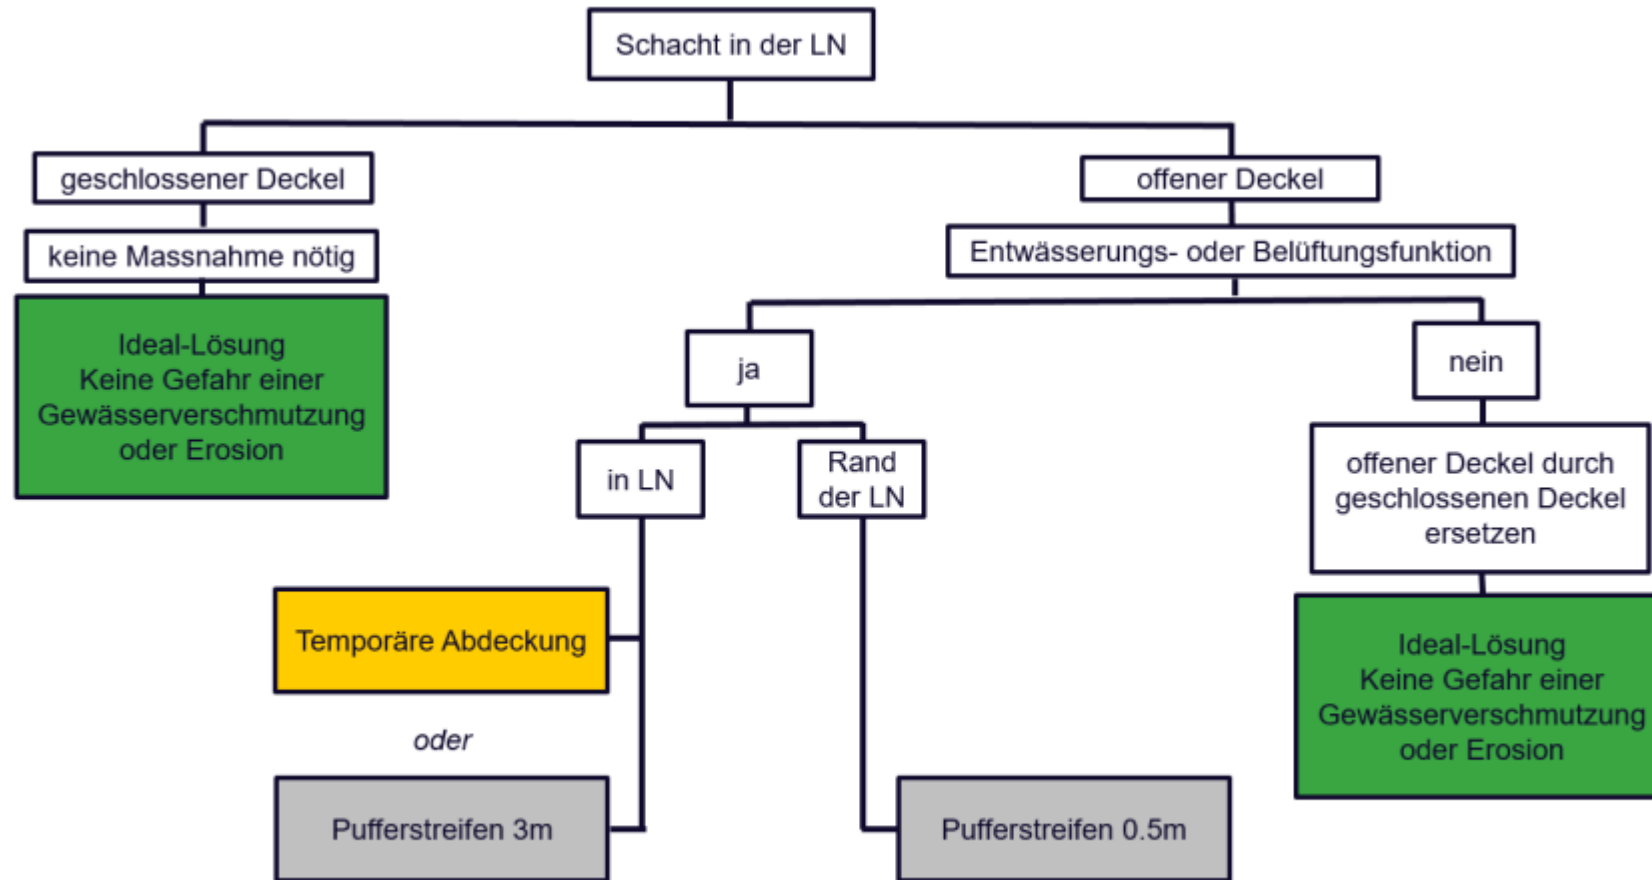 Schacht in der LN
geschlossener Deckel
offener Deckel
keine Massnahme nötig
Entwässerungs- oder Belüftungsfunktion
Ideal-Lösung
Keine Gefahr einer
Gewässerverschmutzung
oder Erosion
ja
nein
in LN
Rand
der LN
offener Deckel durch
geschlossenen Deckel
ersetzen
Temporäre Abdeckung
oder
Pufferstreifen 3m
Pufferstreifen 0.5m
Ideal-Lösung
Keine Gefahr einer
Gewässerverschmutzung
oder Erosion